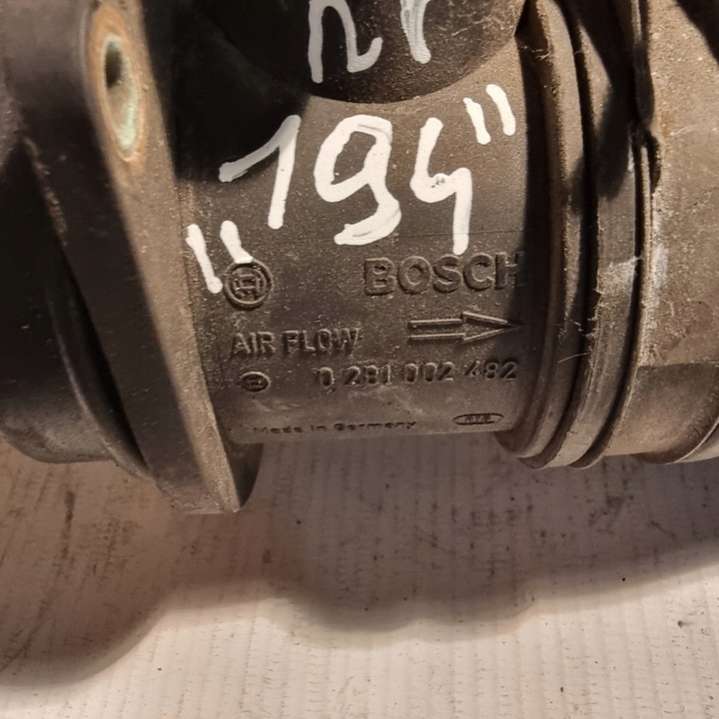 "194"
BOSCH
AIR FLOW
0 281 002 482
Made in Germany